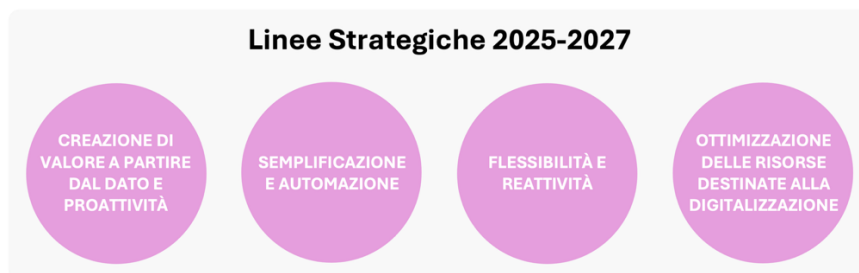 Linee Strategiche 2025-2027
CREAZIONE DI
VALORE A PARTIRE
DAL DATO E
PROATTIVITÀ
SEMPLIFICAZIONE
E AUTOMAZIONE
FLESSIBILITÀ E
REATTIVITÀ
OTTIMIZZAZIONE
DELLE RISORSE
DESTINATE ALLA
DIGITALIZZAZIONE